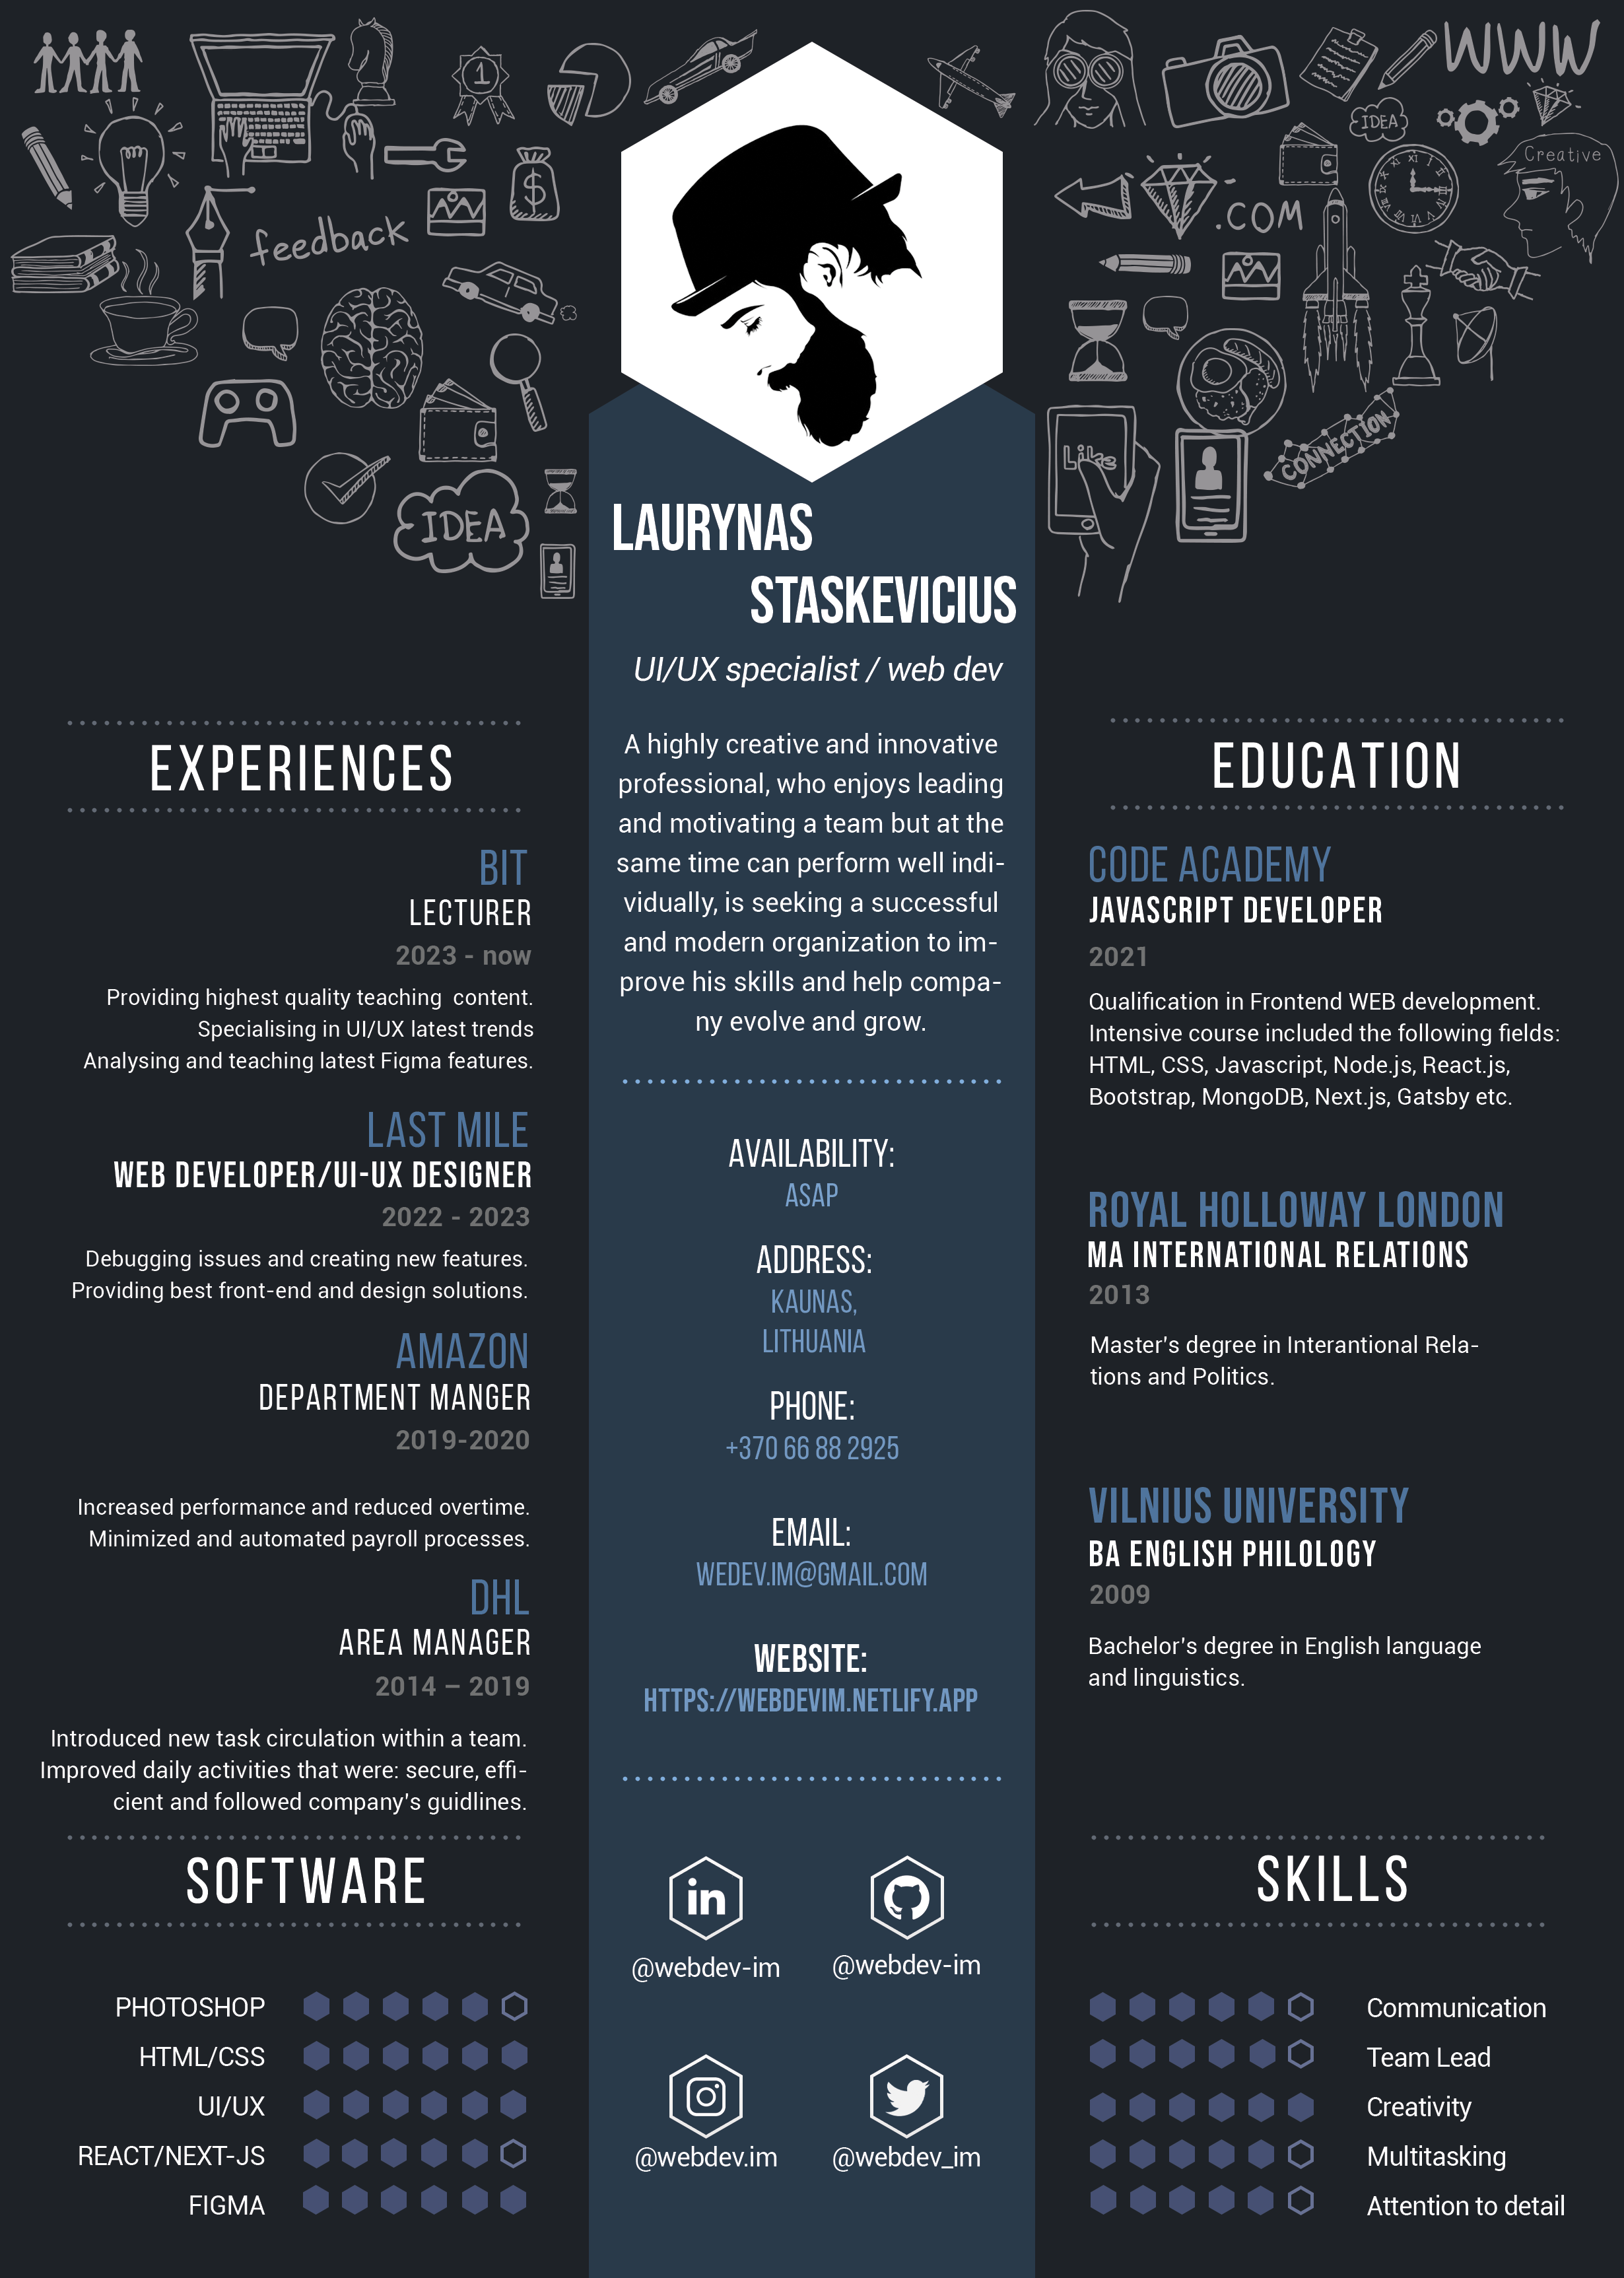 WWW
1
IDEA
Creative
feedback
.COM
Like
CONNECTION
IDEA
LAURYNAS
STASKEVICIUS
UI/UX specialist / web dev
A highly creative and innovative
professional, who enjoys leading
and motivating a team but at the
same time can perform well indi-
vidually, is seeking a successful
and modern organization to im-
prove his skills and help compa-
ny evolve and grow.
AVAILABILITY:
ASAP
ADDRESS:
KAUNAS,
LITHUANIA
PHONE:
+370 66 88 2925
EMAIL:
WEDEV.IM@GMAIL.COM
WEBSITE:
HTTPS://WEBDEVIM.NETLIFY.APP
in
@webdev-im
@webdev-im
@webdev.im
@webdev_im
EXPERIENCES
BIT
LECTURER
2023 - now
Providing highest quality teaching content.
Specialising in UI/UX latest trends
Analysing and teaching latest Figma features.
LAST MILE
WEB DEVELOPER/UI-UX DESIGNER
2022 - 2023
Debugging issues and creating new features.
Providing best front-end and design solutions.
AMAZON
DEPARTMENT MANGER
2019-2020
Increased performance and reduced overtime.
Minimized and automated payroll processes.
DHL
AREA MANAGER
2014 – 2019
Introduced new task circulation within a team.
Improved daily activities that were: secure, effi-
cient and followed company's guidlines.
SOFTWARE
PHOTOSHOP
HTML/CSS
UI/UX
REACT/NEXT-JS
FIGMA
EDUCATION
CODE ACADEMY
JAVASCRIPT DEVELOPER
2021
Qualification in Frontend WEB development.
Intensive course included the following fields:
HTML, CSS, Javascript, Node.js, React.js,
Bootstrap, MongoDB, Next.js, Gatsby etc.
ROYAL HOLLOWAY LONDON
MA INTERNATIONAL RELATIONS
2013
Master's degree in Interantional Rela-
tions and Politics.
VILNIUS UNIVERSITY
BA ENGLISH PHILOLOGY
2009
Bachelor's degree in English language
and linguistics.
SKILLS
Communication
Team Lead
Creativity
Multitasking
Attention to detail